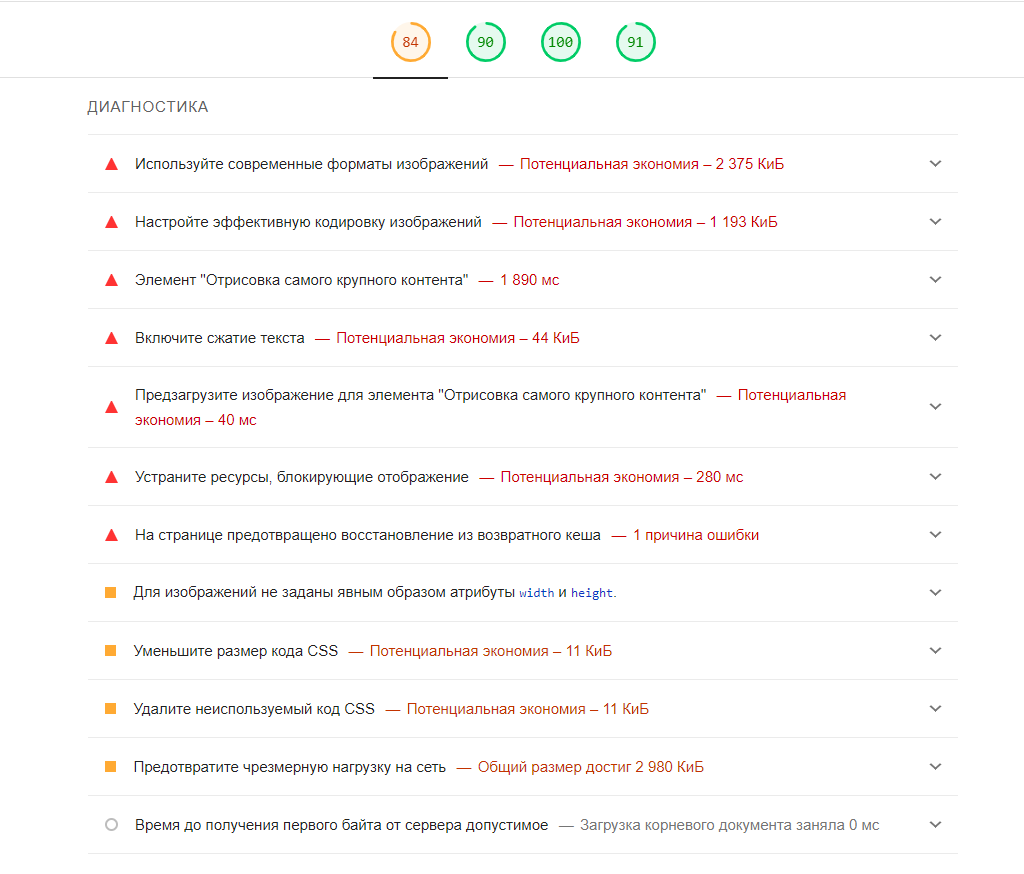 84 90 100 91
ДИАГНОСТИКА
Используйте современные форматы изображений — Потенциальная экономия – 2 375 КиБ
Настройте эффективную кодировку изображений — Потенциальная экономия – 1 193 КиБ
Элемент "Отрисовка самого крупного контента" — 1 890 мс
Включите сжатие текста — Потенциальная экономия – 44 КиБ
Предзагрузите изображение для элемента "Отрисовка самого крупного контента" — Потенциальная
экономия – 40 мс
Устраните ресурсы, блокирующие отображение — Потенциальная экономия – 280 мс
На странице предотвращено восстановление из возвратного кеша — 1 причина ошибки
Для изображений не заданы явным образом атрибуты width и height.
Уменьшите размер кода CSS — Потенциальная экономия – 11 КиБ
Удалите неиспользуемый код CSS — Потенциальная экономия – 11 КиБ
Предотвратите чрезмерную нагрузку на сеть — Общий размер достиг 2 980 КиБ
Время до получения первого байта от сервера допустимое — Загрузка корневого документа заняла 0 мс